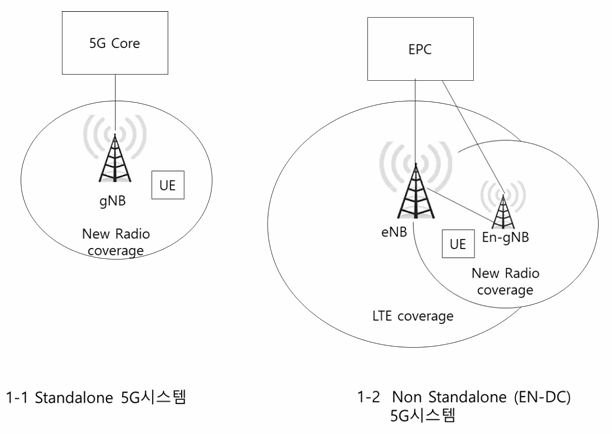 5G Core
UE
gNB
New Radio
coverage
1-1 Standalone 5G시스템
EPC
eNB
UE
En-gNB
New Radio
coverage
LTE coverage
1-2 Non Standalone (EN-DC)
5G시스템